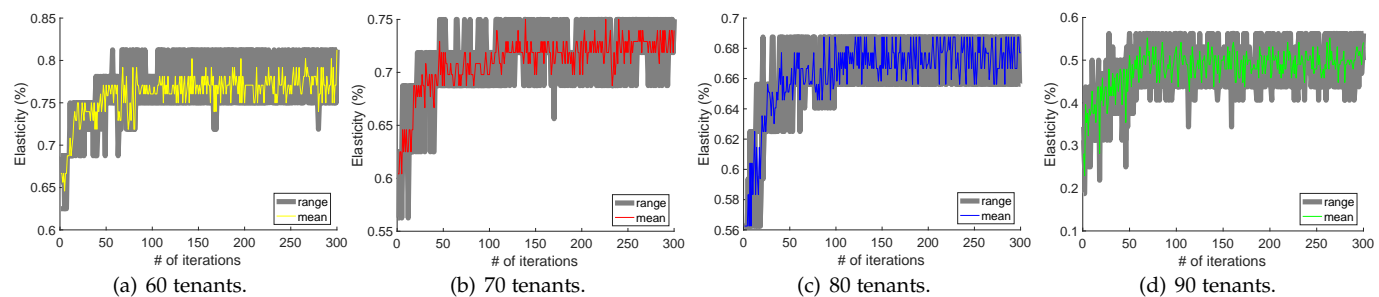 Elasticity (%)
0.85
0.8
0.75
0.7
0.65
0.6
0
50
100
150
200
250
300
# of iterations
range
mean
(a) 60 tenants.
Elasticity (%)
0.75
0.7
0.65
0.6
0.55
0
50
100
150
200
250
300
# of iterations
range
mean
(b) 70 tenants.
Elasticity (%)
0.7
0.68
0.66
0.64
0.62
0.6
0.58
0.56
0
50
100
150
200
250
300
# of iterations
range
mean
(c) 80 tenants.
Elasticity (%)
0.6
0.5
0.4
0.3
0.2
0.1
0
50
100
150
200
250
300
# of iterations
range
mean
(d) 90 tenants.